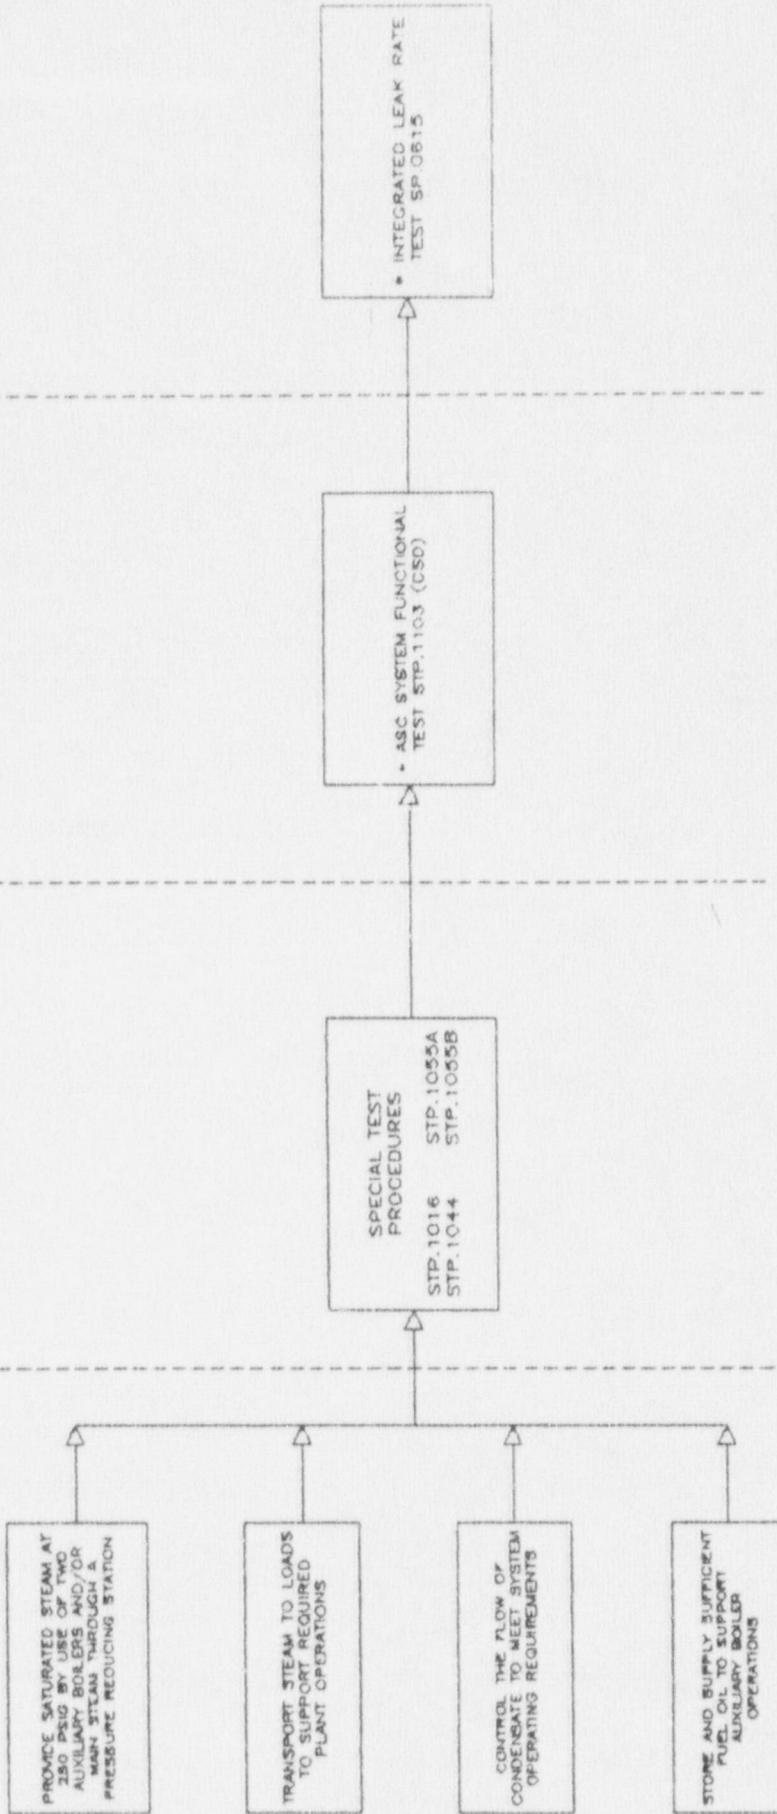 PROVIDE SATURATED STEAM AT
250 PSIG BY USE OF TWO
AUXILIARY BOILERS AND/OR
MAIN STEAM THROUGH A
PRESSURE REDUCING STATION
TRANSPORT STEAM TO LOADS
TO SUPPORT REQUIRED
PLANT OPERATIONS
CONTROL THE FLOW OF
CONDENSATE TO MEET SYSTEM
OPERATING REQUIREMENTS
STORE AND SUPPLY SUFFICIENT
FUEL OIL TO SUPPORT
AUXILIARY BOILER
OPERATIONS
SPECIAL TEST
PROCEDURES
STP.1016 STP.1055A
STP.1044 STP.1055B
* ASC SYSTEM FUNCTIONAL
TEST STP.1103 (CSD)
* INTEGRATED LEAK RATE
TEST SP.0615